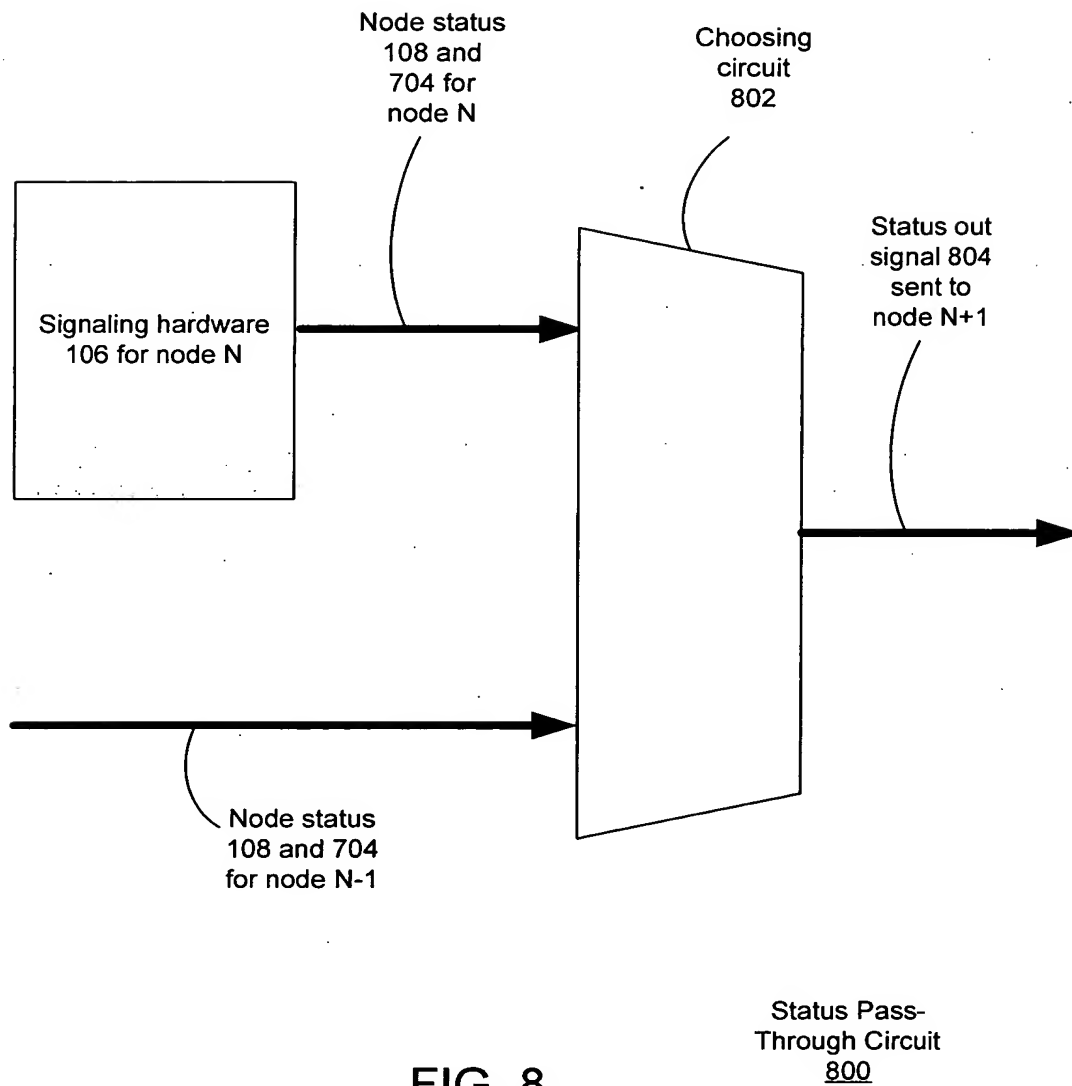 Node status
108 and
704 for
node N
Choosing
circuit
802
Status out
signal 804
sent to
node N+1
Signaling hardware
106 for node N
Node status
108 and 704
for node N-1
Status Pass-
Through Circuit
800
FIG. 8